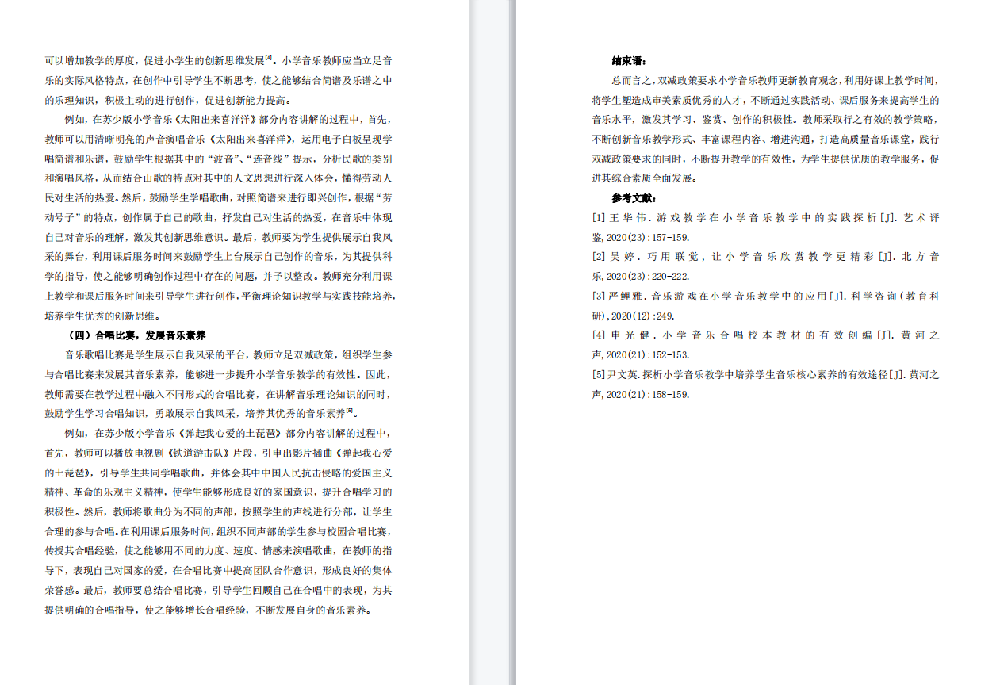 可以增加教学的厚度，促进小学生的创新思维发展[4]。小学音乐教师应当立足音
乐的实际风格特点，在创作中引导学生不断思考，使之能够结合简谱及乐谱之中
的乐理知识，积极主动的进行创作，促进创新能力提高。
例如，在苏少版小学音乐《太阳出来喜洋洋》部分内容讲解的过程中，首先，
教师可以用清晰明亮的声音演唱音乐《太阳出来喜洋洋》，运用电子白板呈现学
唱简谱和乐谱，鼓励学生根据其中的“波音”、“连音线”提示，分析民歌的类别
和演唱风格，从而结合山歌的特点对其中的人文思想进行深入体会，懂得劳动人
民对生活的热爱。然后，鼓励学生学唱歌曲，对照简谱来进行即兴创作，根据“劳
动号子”的特点，创作属于自己的歌曲，抒发自己对生活的热爱，在音乐中体现
自己对音乐的理解，激发其创新思维意识。最后，教师要为学生提供展示自我风
采的舞台，利用课后服务时间来鼓励学生上台展示自己创作的音乐，为其提供科
学的指导，使之能够明确创作过程中存在的问题，并予以整改。教师充分利用课
上教学和课后服务时间来引导学生进行创作，平衡理论知识教学与实践技能培养，
培养学生优秀的创新思维。
（四）合唱比赛，发展音乐素养
音乐歌唱比赛是学生展示自我风采的平台，教师立足双减政策，组织学生参
与合唱比赛来发展其音乐素养，能够进一步提升小学音乐教学的有效性。因此，
教师需要在教学过程中融入不同形式的合唱比赛，在讲解音乐理论知识的同时，
鼓励学生学习合唱知识，勇敢展示自我风采，培养其优秀的音乐素养[5]。
例如，在苏少版小学音乐《弹起我心爱的土琵琶》部分内容讲解的过程中，
首先，教师可以播放电视剧《铁道游击队》片段，引申出影片插曲《弹起我心爱
的土琵琶》，引导学生共同学唱歌曲，并体会其中中国人民抗击侵略的爱国主义
精神、革命的乐观主义精神，使学生能够形成良好的家国意识，提升合唱学习的
积极性。然后，教师将歌曲分为不同的声部，按照学生的声线进行分部，让学生
合理的参与合唱。在利用课后服务时间，组织不同声部的学生参与校园合唱比赛，
传授其合唱经验，使之能够用不同的力度、速度、情感来演唱歌曲，在教师的指
导下，表现自己对国家的爱，在合唱比赛中提高团队合作意识，形成良好的集体
荣誉感。最后，教师要总结合唱比赛，引导学生回顾自己在合唱中的表现，为其
提供明确的合唱指导，使之能够增长合唱经验，不断发展自身的音乐素养。
结束语：
总而言之，双减政策要求小学音乐教师更新教育观念，利用好课上教学时间，
将学生塑造成审美素质优秀的人才，不断通过实践活动、课后服务来提高学生的
音乐水平，激发其学习、鉴赏、创作的积极性。教师采取行之有效的教学策略，
不断创新音乐教学形式、丰富课程内容、增进沟通，打造高质量音乐课堂，践行
双减政策要求的同时，不断提升教学的有效性，为学生提供优质的教学服务，促
进其综合素质全面发展。
参考文献：
[1]王华伟.游戏教学在小学音乐教学中的实践探析[J].艺术评
鉴,2020(23):157-159.
[2]吴婷.巧用联觉,让小学音乐欣赏教学更精彩[J].北方音
乐,2020(23):220-222.
[3]严鲤雅.音乐游戏在小学音乐教学中的应用[J].科学咨询(教育科
研),2020(12):249.
[4]申光健.小学音乐合唱校本教材的有效创编[J].黄河之
声,2020(21):152-153.
[5]尹文英.探析小学音乐教学中培养学生音乐核心素养的有效途径[J].黄河之
声,2020(21):158-159.